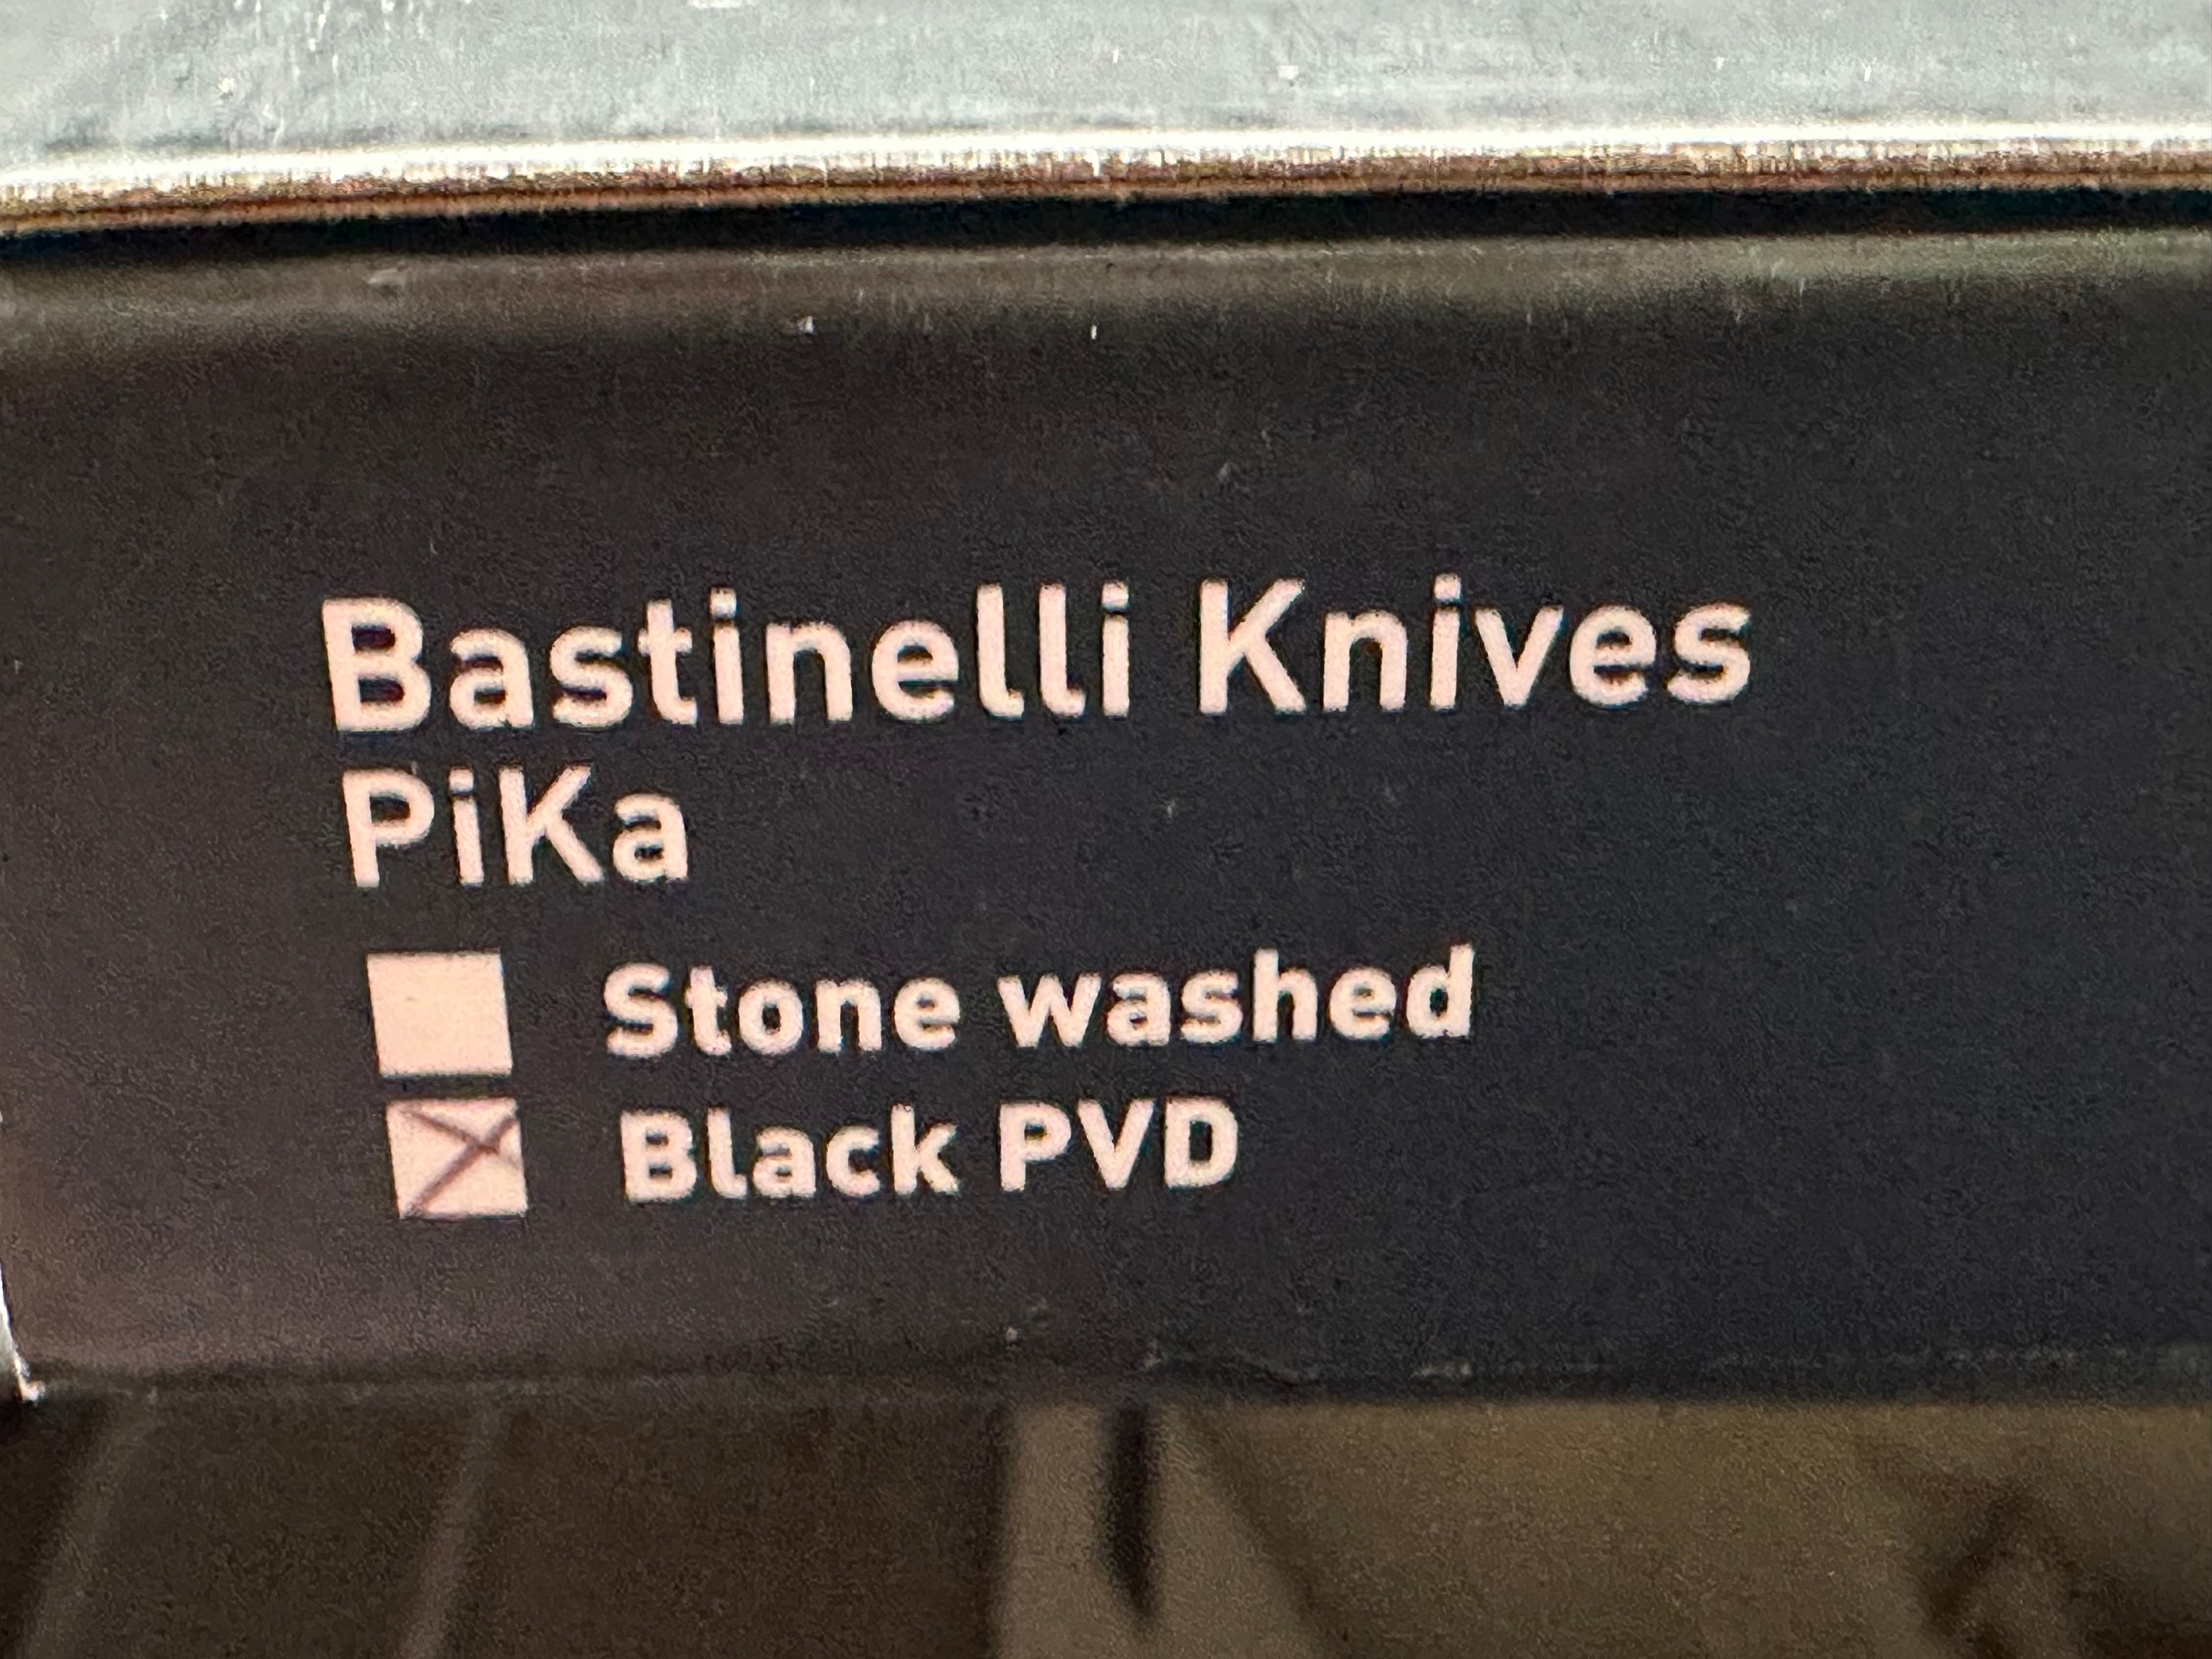 Bastinelli Knives
PiKa
Stone washed
Black PVD